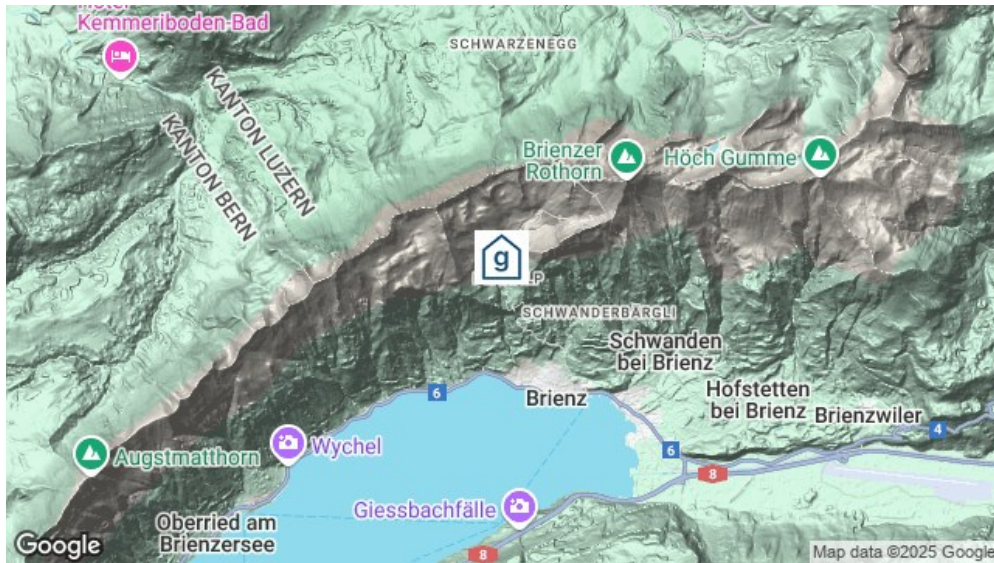 Kemmeriboden-Bad
SCHWARZENEGG
KANTON LUZERN
KANTON BERN
Brienzer
Rothorn
Höch Gumme
g
SCHWANDERBÄRGLI
Schwanden
bei Brienz
Brienz
Hofstetten
bei Brienz
Brienzwiler
6
4
6
8
Wychel
Augstmatthorn
Giessbachfälle
Oberried am
Brienzersee
8
Google
Map data ©2025 Google